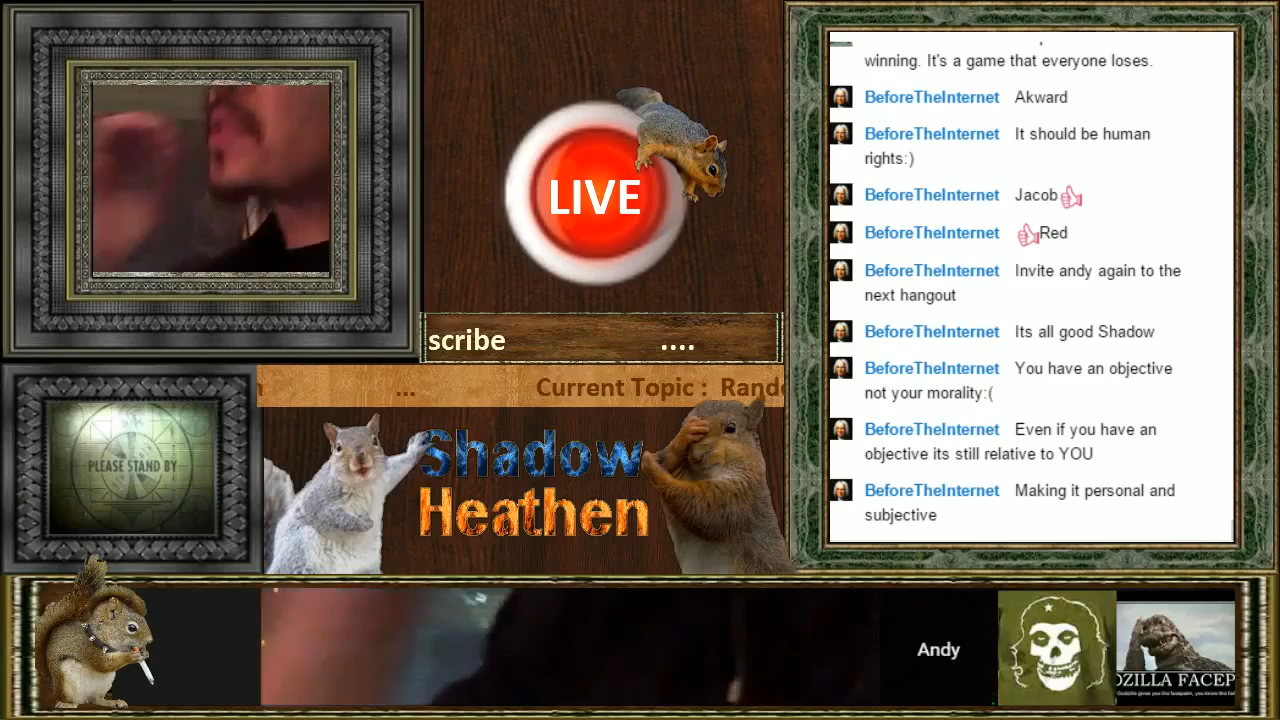 winning. It's a game that everyone loses.
BeforeTheInternet Akward
BeforeTheInternet It should be human
rights:)
BeforeTheInternet Jacob
BeforeTheInternet Red
BeforeTheInternet Invite andy again to the
next hangout
BeforeTheInternet Its all good Shadow
BeforeTheInternet You have an objective
not your morality:(
BeforeTheInternet Even if you have an
objective its still relative to YOU
BeforeTheInternet Making it personal and
subjective
LIVE
scribe ....
... Current Topic : Rand
PLEASE STAND BY
Shadow
Heathen
Andy
OZILLA FACEP